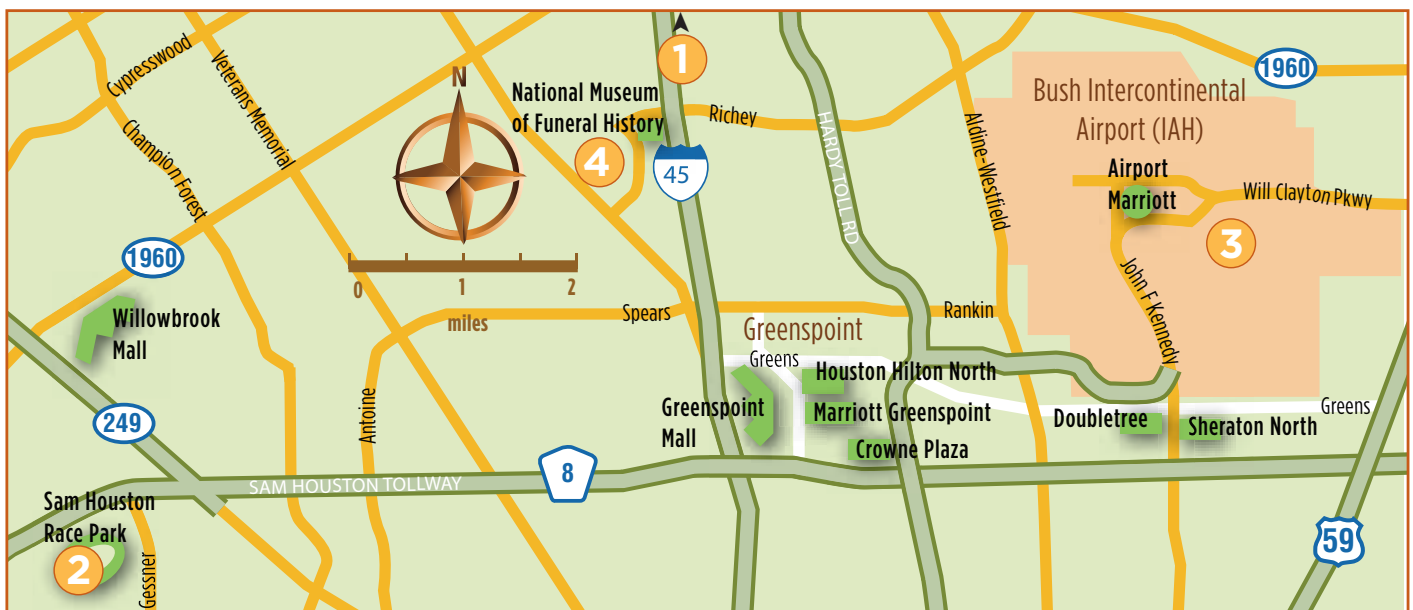 1
1960
Cypresswood
Veterans Memorial
N
National Museum
of Funeral History
Richey
Bush Intercontinental
Airport (IAH)
Champion Forest
HARDY TOLL RD
Aldine-Westfield
4
45
Airport
Marriott
Will Clayton Pkwy
3
1960
John F Kennedy
0
1
2
miles
Willowbrook
Mall
Spears
Rankin
Greenspoint
Greens
Houston Hilton North
Antoine
Greenspoint
Mall
Marriott Greenspoint
Doubletree
Sheraton North
Greens
249
Crowne Plaza
8
SAM HOUSTON TOLLWAY
Sam Houston
Race Park
2
Gessner
59